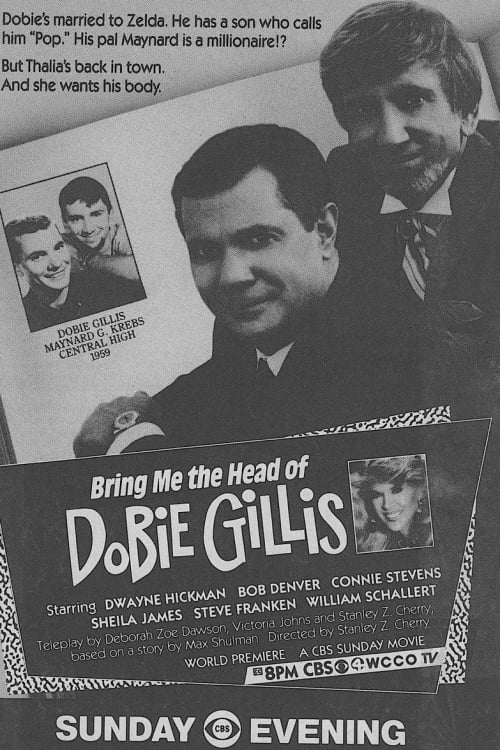 Dobie's married to Zelda. He has a son who calls
him "Pop." His pal Maynard is a millionaire!?
But Thalia's back in town.
And she wants his body.
DOBIE GILLIS
MAYNARD G. KREBS
CENTRAL HIGH
1959
Bring Me the Head of
DOBIE GILLIS
Starring DWAYNE HICKMAN BOB DENVER CONNIE STEVENS
SHEILA JAMES STEVE FRANKEN WILLIAM SCHALLERT
Teleplay by Deborah Zoe Dawson, Victoria Johns and Stanley Z. Cherry,
based on a story by Max Shulman Directed by Stanley Z. Cherry
WORLD PREMIERE A CBS SUNDAY MOVIE
CC 8PM CBS 4 WCCO TV
SUNDAY CBS EVENING